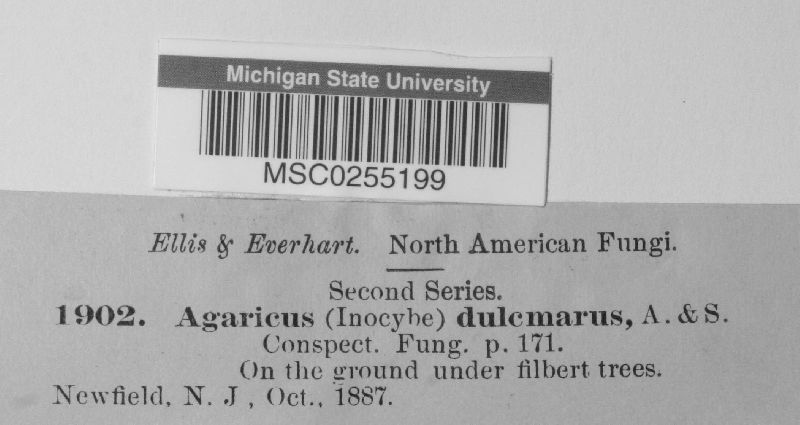 Michigan State University
MSC0255199
Ellis & Everhart. North American Fungi.
Second Series.
1902. Agaricus (Inocybe) dulcmarus, A. & S.
Conspect. Fung. p. 171.
On the ground under filbert trees.
Newfield, N. J , Oct., 1887.